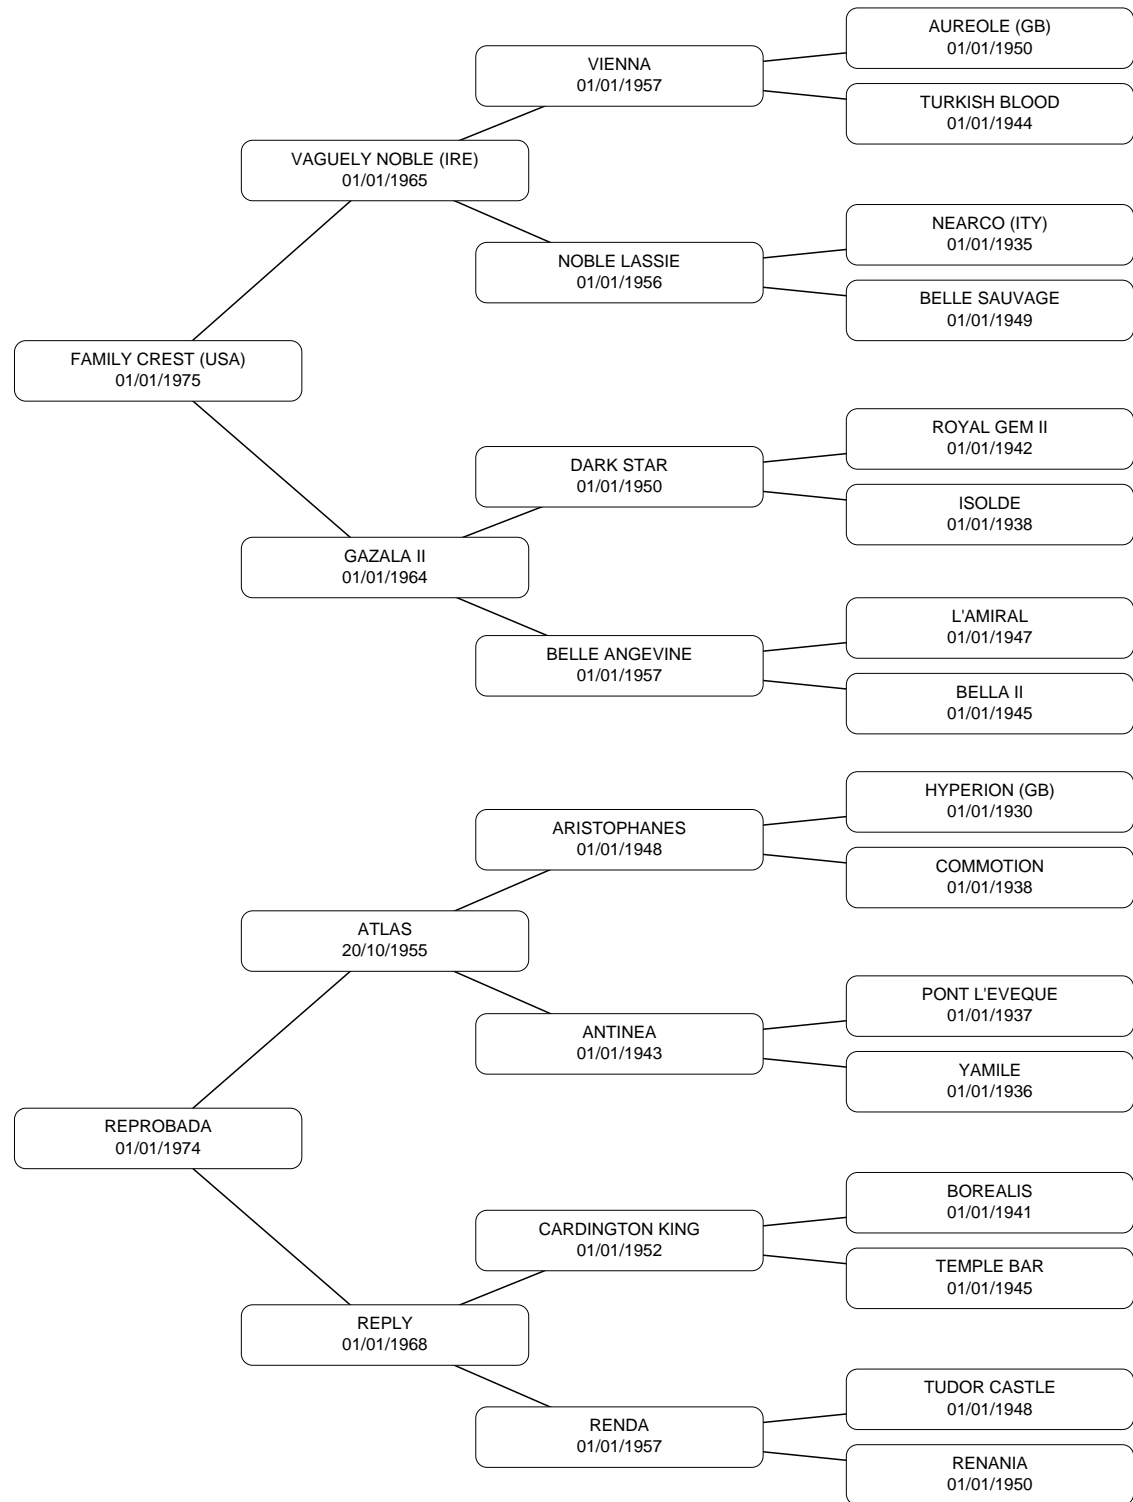 AUREOLE (GB)
01/01/1950
VIENNA
01/01/1957
TURKISH BLOOD
01/01/1944
VAGUELY NOBLE (IRE)
01/01/1965
NEARCO (ITY)
01/01/1935
NOBLE LASSIE
01/01/1956
BELLE SAUVAGE
01/01/1949
FAMILY CREST (USA)
01/01/1975
ROYAL GEM II
01/01/1942
DARK STAR
01/01/1950
ISOLDE
01/01/1938
GAZALA II
01/01/1964
L'AMIRAL
01/01/1947
BELLE ANGEVINE
01/01/1957
BELLA II
01/01/1945
HYPERION (GB)
01/01/1930
ARISTOPHANES
01/01/1948
COMMOTION
01/01/1938
ATLAS
20/10/1955
PONT L'EVEQUE
01/01/1937
ANTINEA
01/01/1943
YAMILE
01/01/1936
REPROBADA
01/01/1974
BOREALIS
01/01/1941
CARDINGTON KING
01/01/1952
TEMPLE BAR
01/01/1945
REPLY
01/01/1968
TUDOR CASTLE
01/01/1948
RENDA
01/01/1957
RENANIA
01/01/1950